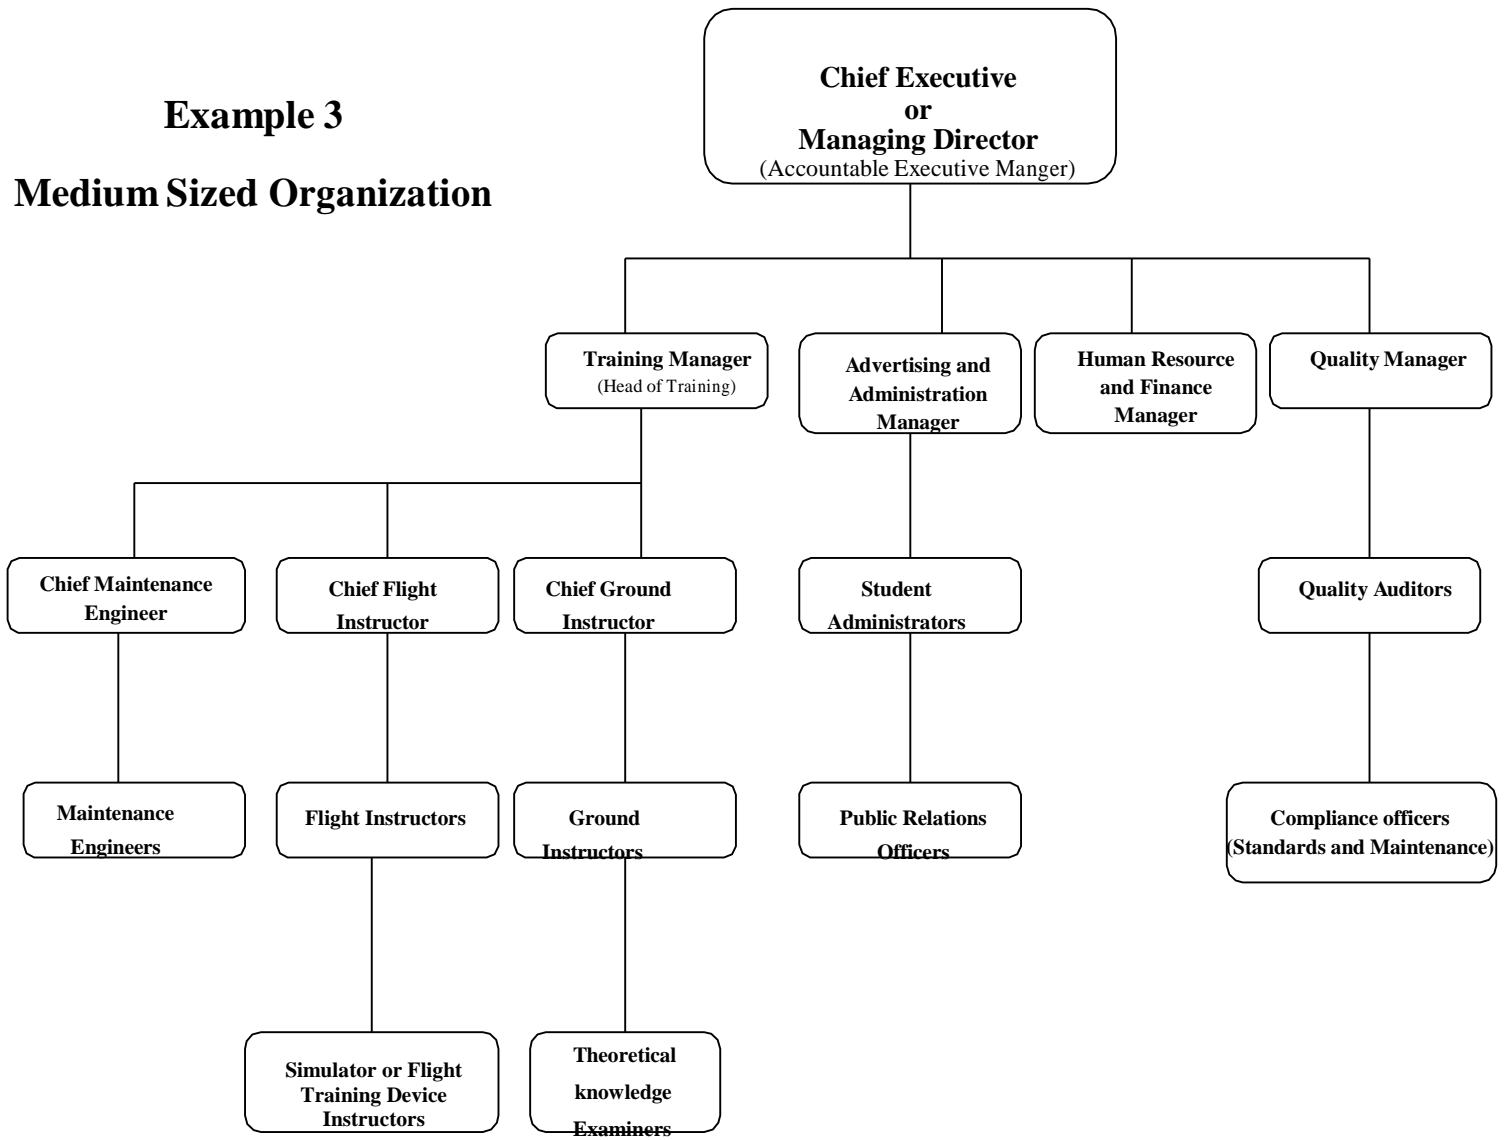 Example 3
Medium Sized Organization
Chief Executive
or
Managing Director
(Accountable Executive Manger)
Training Manager
(Head of Training)
Advertising and
Administration
Manager
Human Resource
and Finance
Manager
Quality Manager
Chief Maintenance
Engineer
Chief Flight
Instructor
Chief Ground
Instructor
Student
Administrators
Quality Auditors
Maintenance
Engineers
Flight Instructors
Ground
Instructors
Public Relations
Officers
Compliance officers
(Standards and Maintenance)
Simulator or Flight
Training Device
Instructors
Theoretical
knowledge
Examiners